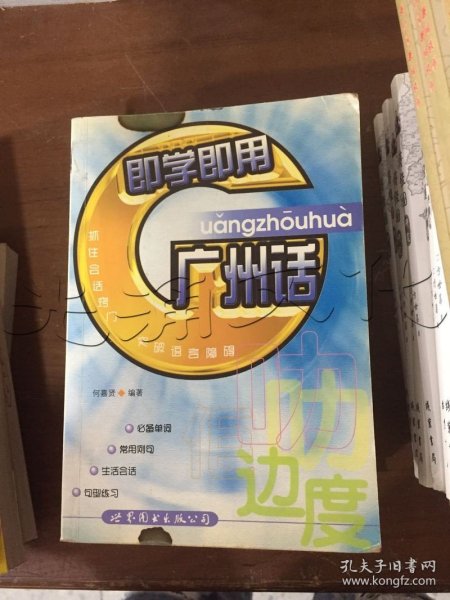 即学即用
Guǎngzhōuhuà
广州话
抓住会话窍门
突破语言障碍
何嘉贤◆编著
必备单词
常用例句
生活会话
句型练习
叻
边度
世界图书出版公司
孔夫子旧书网
www.kongfz.com